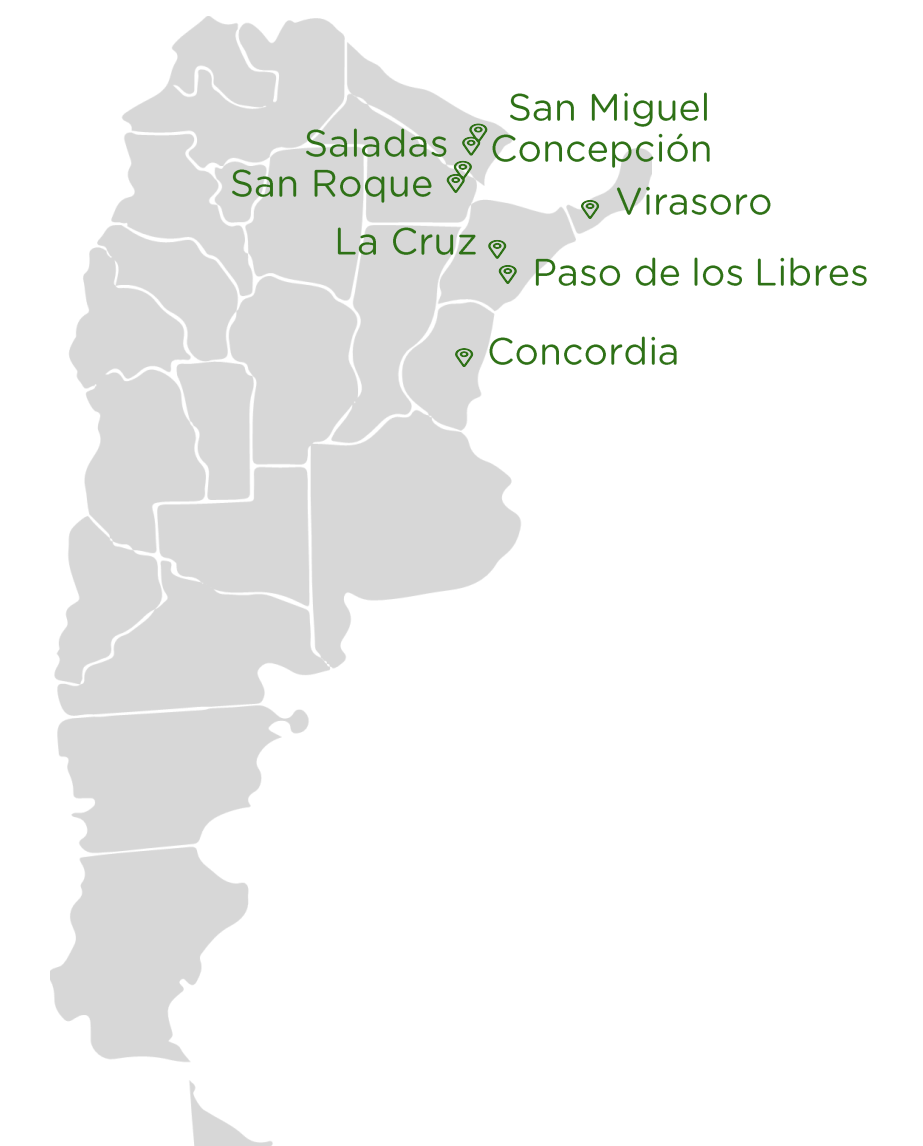 San Miguel
Saladas
Concepción
San Roque
Virasoro
La Cruz
Paso de los Libres
Concordia